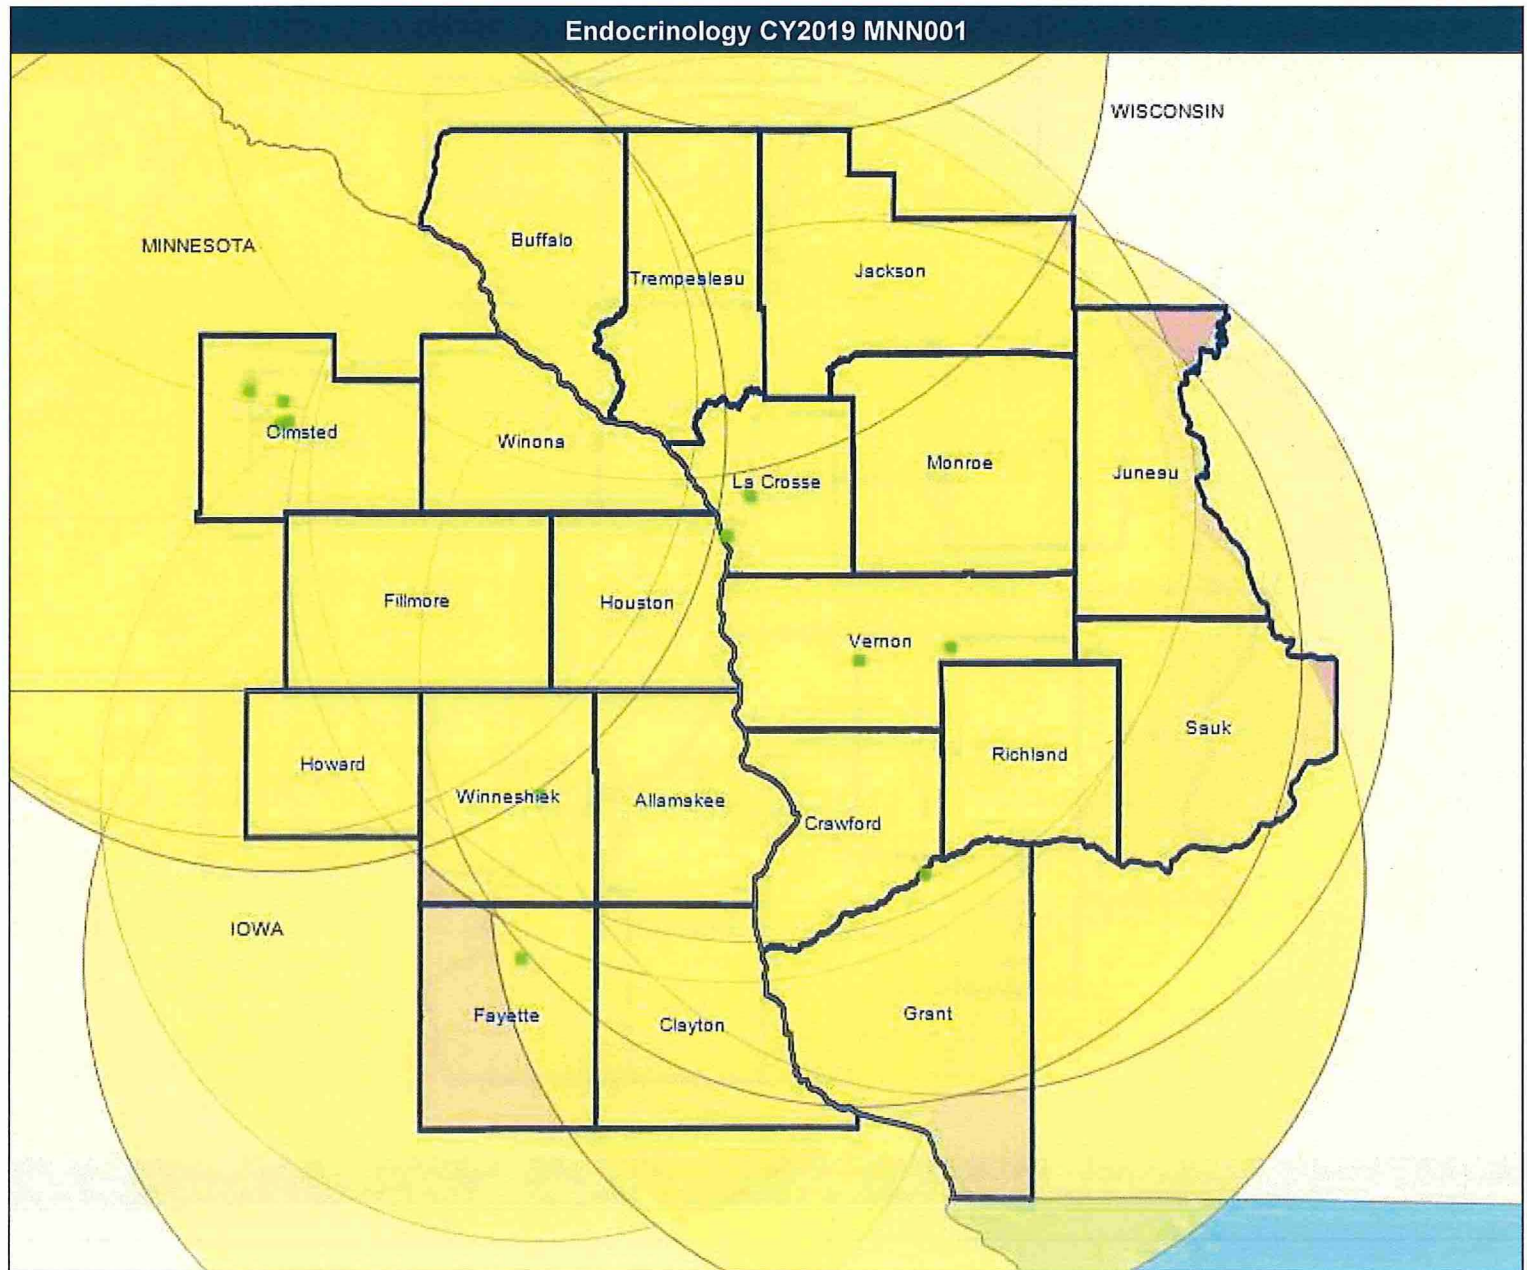 Endocrinology CY2019 MNN001
WISCONSIN
MINNESOTA
Buffalo
Trempealeau
Jackson
Olmsted
Winona
La Crosse
Monroe
Juneau
Fillmore
Houston
Vernon
Howard
Winneshiek
Allamakee
Crawford
Richland
Sauk
IOWA
Fayette
Clayton
Grant